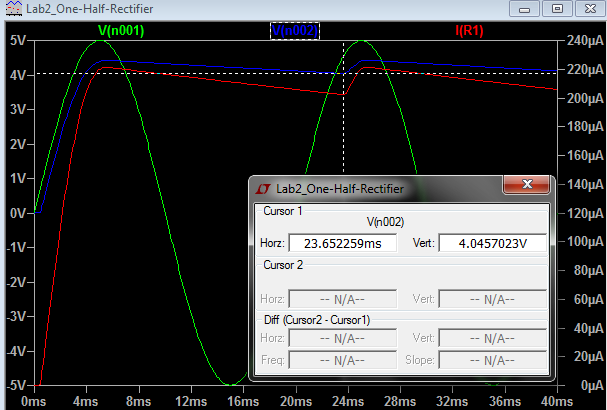 Lab2_One-Half-Rectifier
V(n001) V(n002) I(R1)
5V 240µA
4V 220µA
3V 200µA
2V 180µA
1V 160µA
0V 140µA
-1V 120µA
-2V 100µA
-3V 80µA
-4V 60µA
-5V 40µA
20µA
0µA
0ms 4ms 8ms 12ms 16ms 20ms 24ms 28ms 32ms 36ms 40ms
Lab2_One-Half-Rectifier
Cursor 1
V(n002)
Horz: 23.652259ms Vert: 4.0457023V
Cursor 2
Horz: -- N/A-- Vert: -- N/A--
Diff (Cursor2 - Cursor1)
Horz: -- N/A-- Vert: -- N/A--
Freq: -- N/A-- Slope: -- N/A--